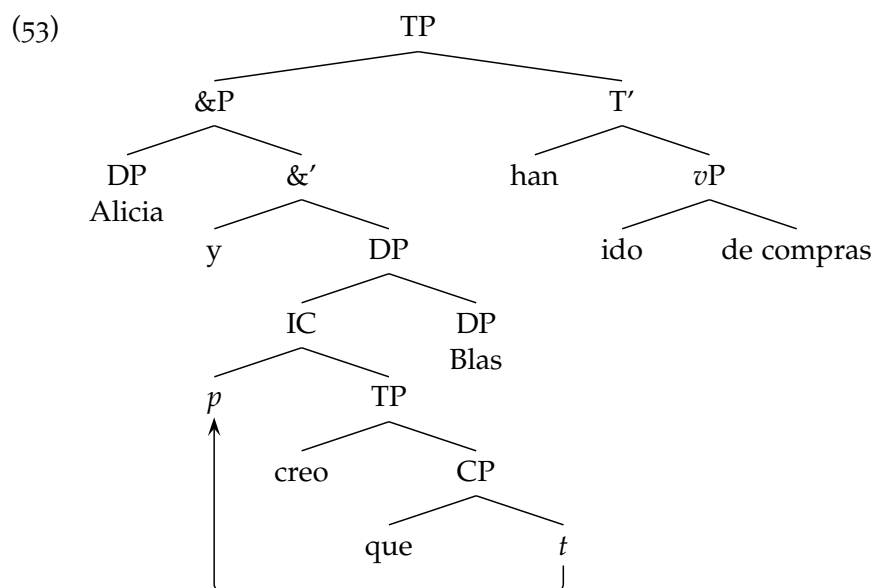 (53) TP
&P T’
DP &’ han vP
Alicia
y DP ido de compras
IC DP
Blas
p TP
creo CP
que t